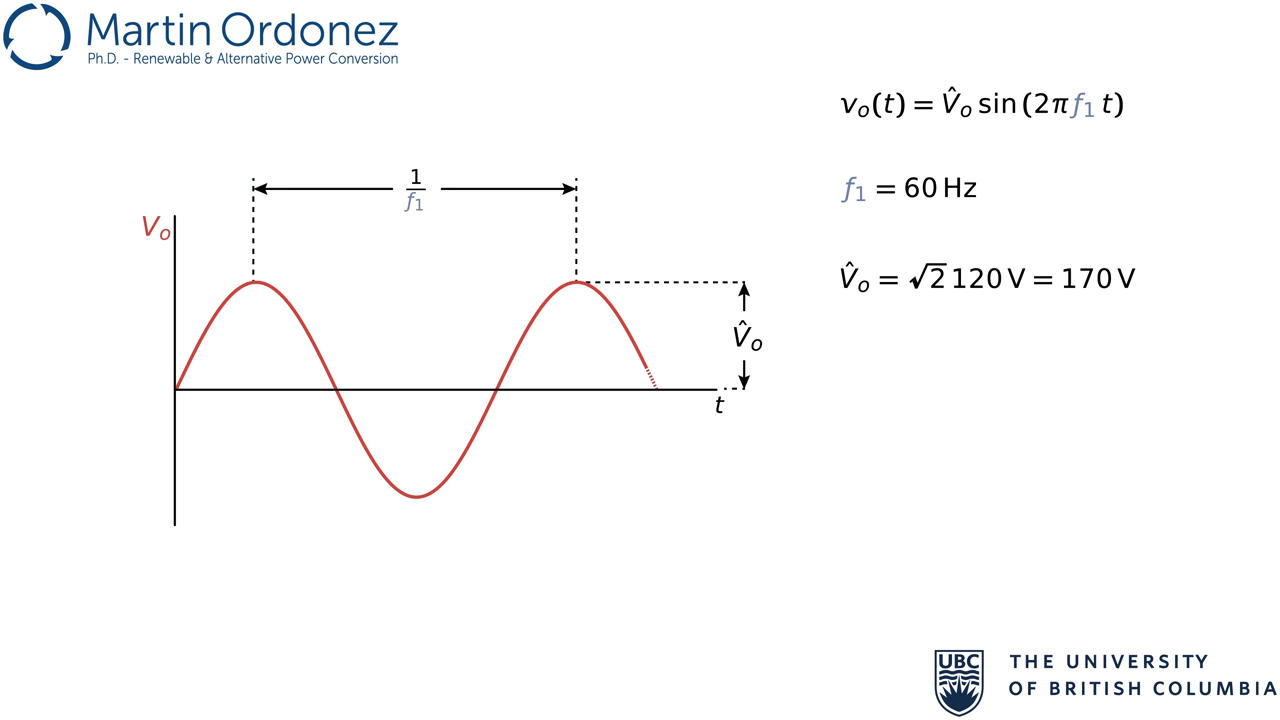 Martin Ordonez
Ph.D. - Renewable & Alternative Power Conversion
v̂ₒ(t) = V̂ₒ sin (2πf₁ t)
f₁ = 60 Hz
V̂ₒ = √2 120 V = 170 V
1
f₁
Vₒ
V̂ₒ
t
UBC
THE UNIVERSITY
OF BRITISH COLUMBIA